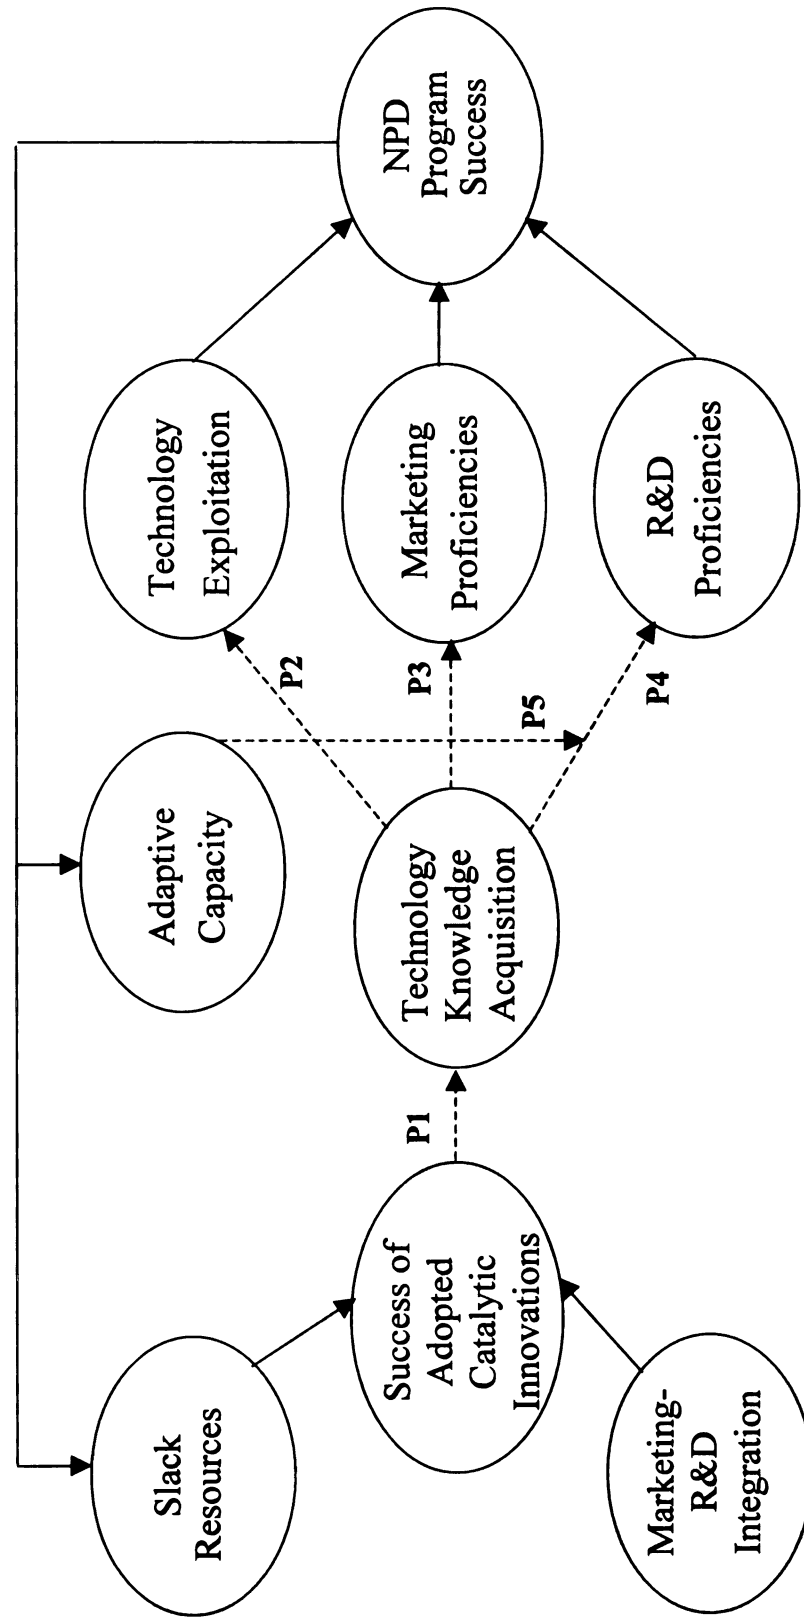 Slack
Resources
Success of
Adopted
Catalytic
Innovations
Marketing-
R&D
Integration
P1
Adaptive
Capacity
Technology
Knowledge
Acquisition
P2
P3
P5
P4
Technology
Exploitation
Marketing
Proficiencies
R&D
Proficiencies
NPD
Program
Success